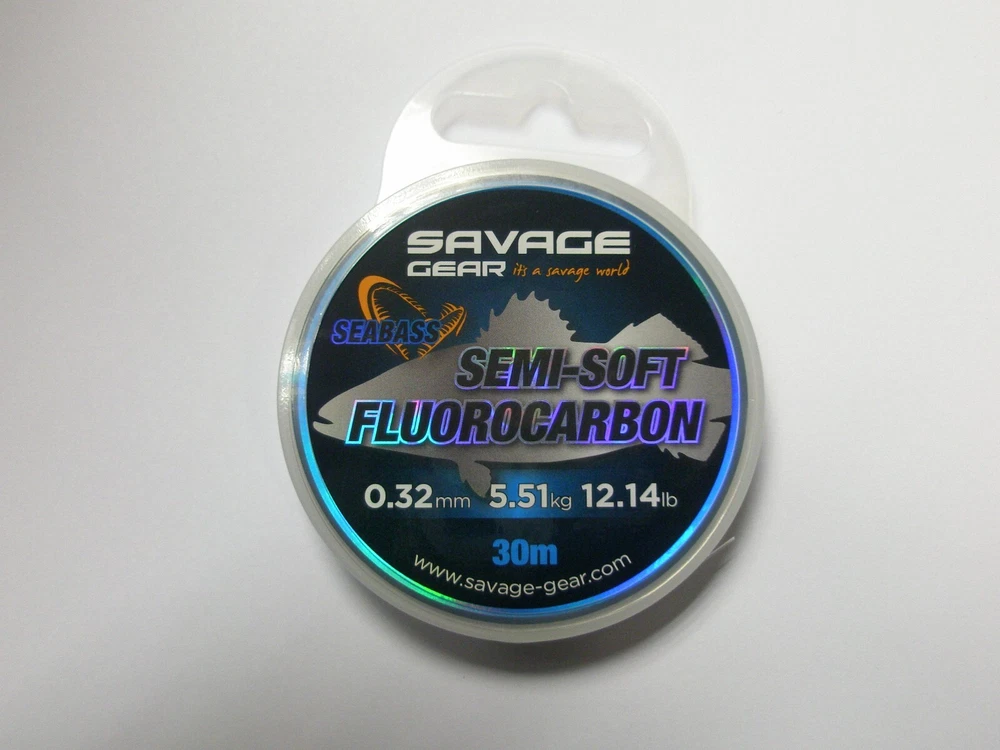 SAVAGE
GEAR it's a savage world
SEABASS
SEMI-SOFT
FLUOROCARBON
0.32mm 5.51kg 12.14lb
30m
www.savage-gear.com